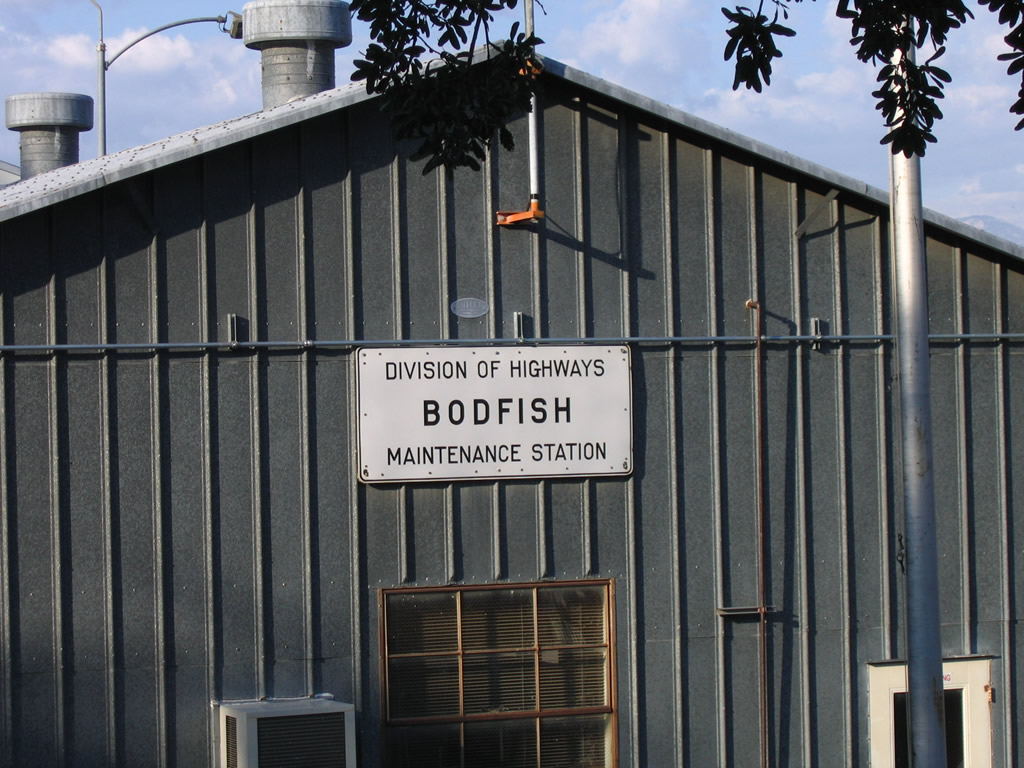 DIVISION OF HIGHWAYS
BODFISH
MAINTENANCE STATION